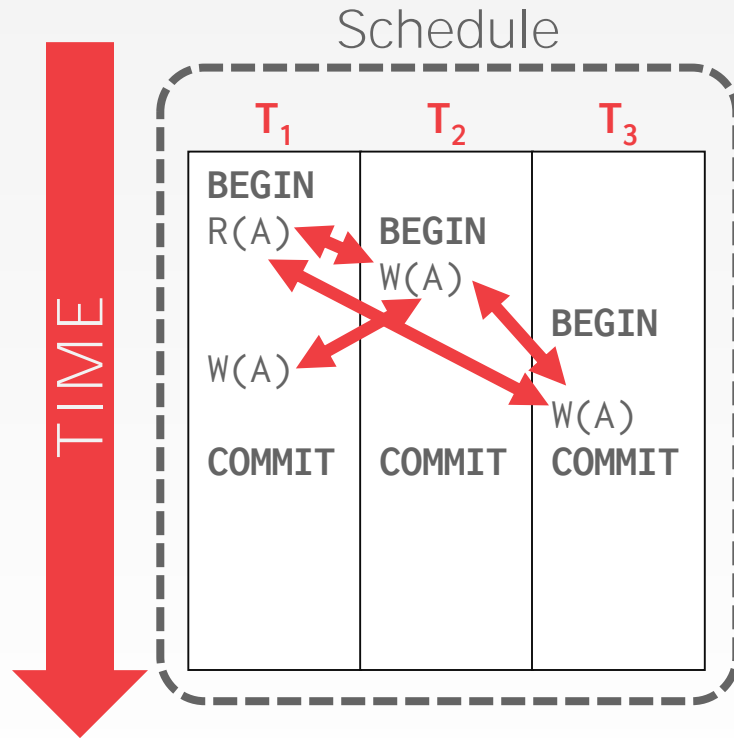 Schedule
TIME
T₁ T₂ T₃
BEGIN
R(A) BEGIN
W(A)
BEGIN
W(A)
W(A)
COMMIT COMMIT COMMIT